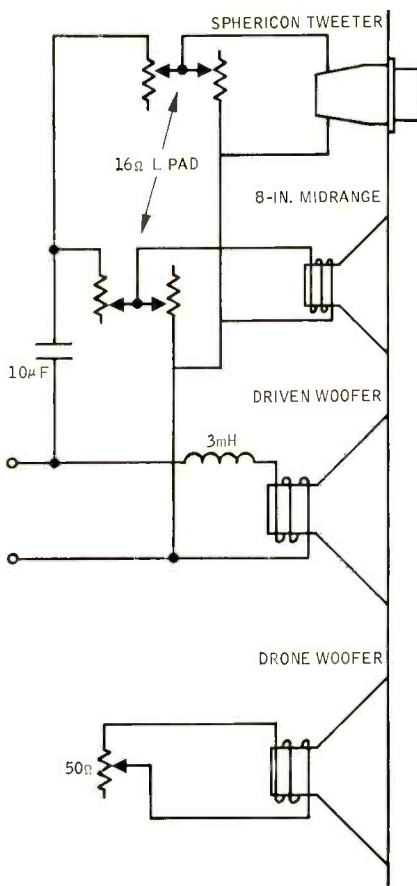 SPHERICON TWEETER
16Ω L PAD
8-IN. MIDRANGE
10µF
DRIVEN WOOFER
3mH
DRONE WOOFER
50Ω